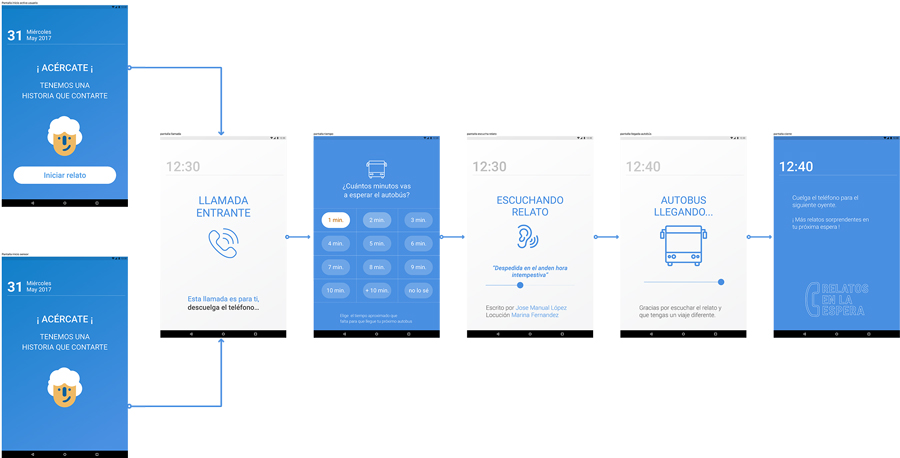 31
Miércoles
May 2017
¡ ACÉRCATE ¡
TENEMOS UNA
HISTORIA QUE CONTARTE
Iniciar relato
31
Miércoles
May 2017
¡ ACÉRCATE ¡
TENEMOS UNA
HISTORIA QUE CONTARTE
12:30
LLAMADA
ENTRANTE
Esta llamada es para ti,
descuelga el teléfono...
¿Cuántos minutos vas
a esperar el autobús?
1 min.
2 min
3 min.
4 min.
5 min.
6 min.
7 min.
8 min.
9 min.
10 min.
+ 10 min.
no lo sé
Elige el tiempo aproximado que
falta para que llegue tu próximo autobus
12:30
ESCUCHANDO
RELATO
"Despedida en el anden hora
intempestiva"
Escrito por Jose Manual López
Locución Marina Fernandez
12:40
AUTOBUS
LLEGANDO...
Gracias por escuchar el relato y
que tengas un viaje diferente.
12:40
Cuelga el teléfono para el
siguiente oyente.
¡ Más relatos sorprendentes en
tu próxima espera !
RELATOS
EN LA
ESPERA